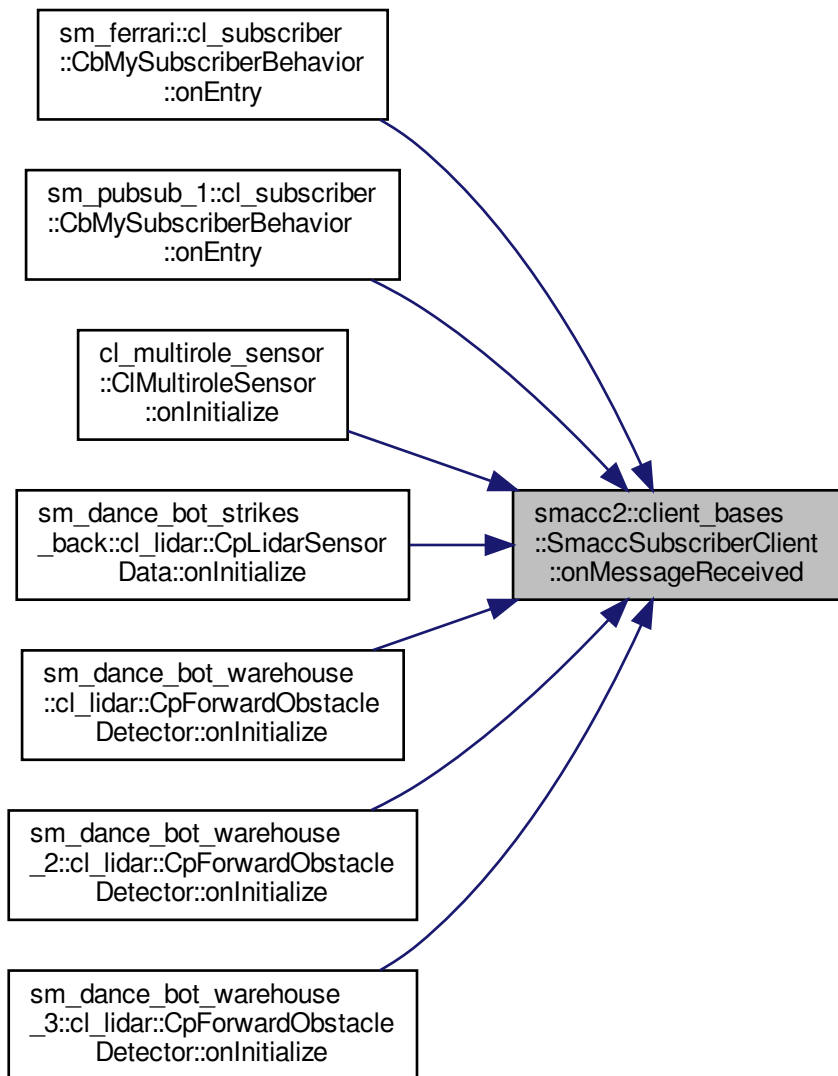 sm_ferrari::cl_subscriber
::CbMySubscriberBehavior
::onEntry
sm_pubsub_1::cl_subscriber
::CbMySubscriberBehavior
::onEntry
cl_multirole_sensor
::ClMultiroleSensor
::onInitialize
sm_dance_bot_strikes
_back::cl_lidar::CpLidarSensor
Data::onInitialize
smacc2::client_bases
::SmaccSubscriberClient
::onMessageReceived
sm_dance_bot_warehouse
::cl_lidar::CpForwardObstacle
Detector::onInitialize
sm_dance_bot_warehouse
_2::cl_lidar::CpForwardObstacle
Detector::onInitialize
sm_dance_bot_warehouse
_3::cl_lidar::CpForwardObstacle
Detector::onInitialize